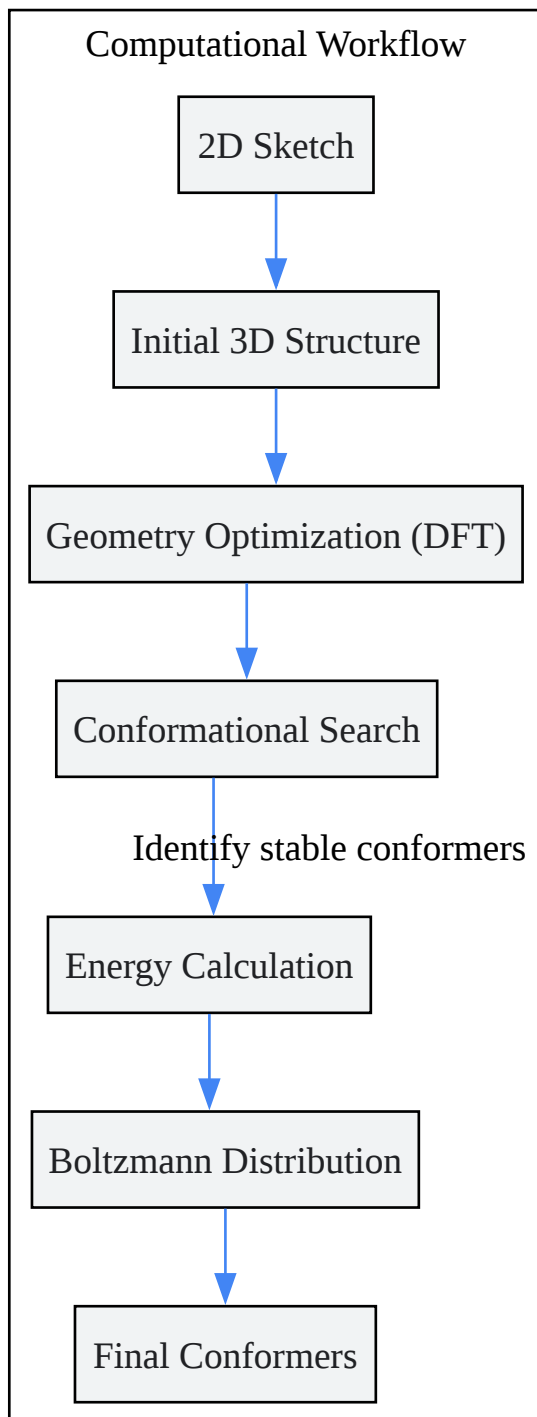 Computational Workflow
2D Sketch
Initial 3D Structure
Geometry Optimization (DFT)
Conformational Search
Identify stable conformers
Energy Calculation
Boltzmann Distribution
Final Conformers